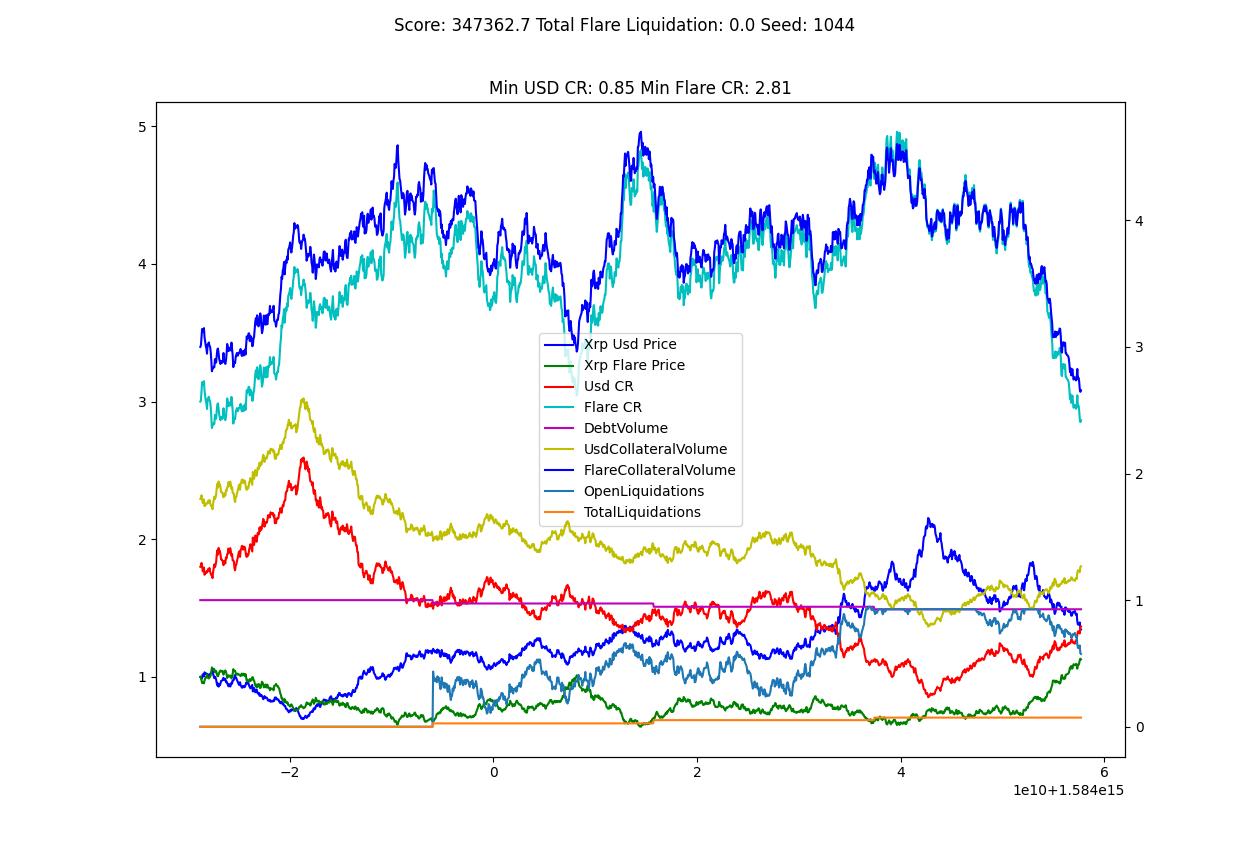 Score: 347362.7 Total Flare Liquidation: 0.0 Seed: 1044
Min USD CR: 0.85 Min Flare CR: 2.81
5
4
3
2
1
4
3
2
1
0
Xrp Usd Price
Xrp Flare Price
Usd CR
Flare CR
DebtVolume
UsdCollateralVolume
FlareCollateralVolume
OpenLiquidations
TotalLiquidations
−2 0 2 4 6
1e10+1.584e15